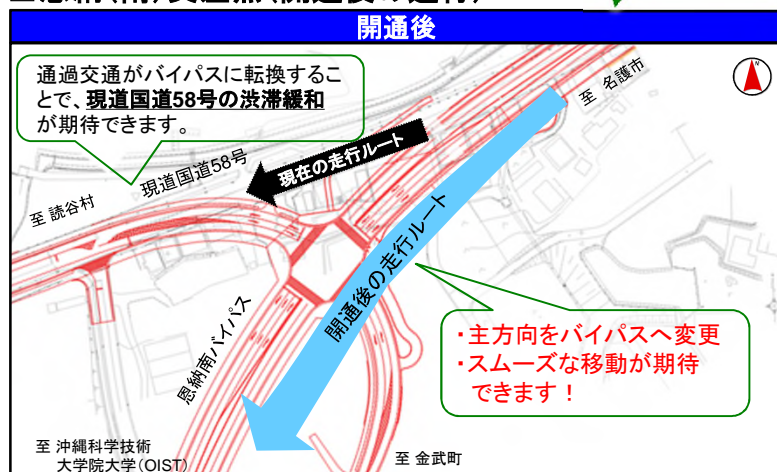 開通後
通過交通がバイパスに転換するこ
とで、現道国道58号の渋滞緩和
が期待できます。
至 名護市
N
現在の走行ルート
現道国道58号
至 読谷村
開通後の走行ルート
恩納南バイパス
・主方向をバイパスへ変更
・スムーズな移動が期待
できます！
至 沖縄科学技術
大学院大学(OIST)
至 金武町